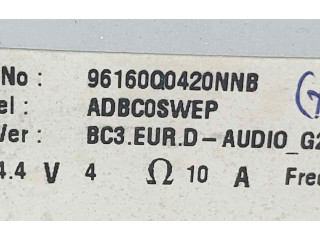 No : 96160Q0420NNB
el : ADBC0SWEP
Ver : BC3.EUR.D-AUDIO_G2
4.4 V 4 Ω 10 A Fre